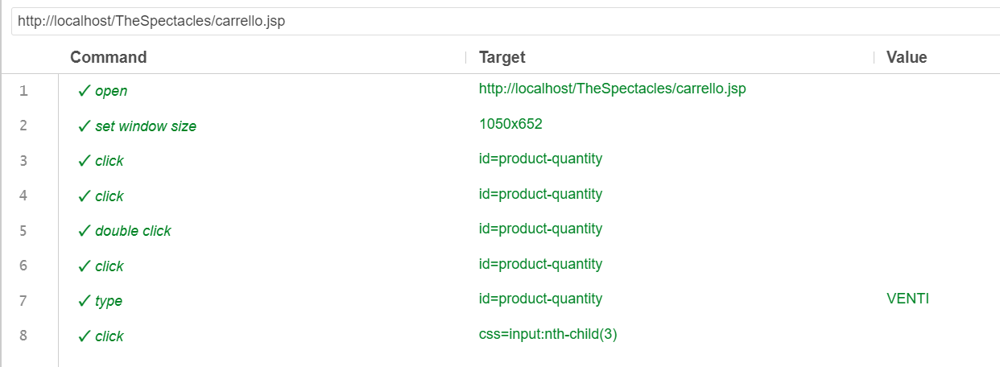 http://localhost/TheSpectacles/carrello.jsp
Command Target Value
1 ✓ open http://localhost/TheSpectacles/carrello.jsp
2 ✓ set window size 1050x652
3 ✓ click id=product-quantity
4 ✓ click id=product-quantity
5 ✓ double click id=product-quantity
6 ✓ click id=product-quantity
7 ✓ type id=product-quantity VENTI
8 ✓ click css=input:nth-child(3)